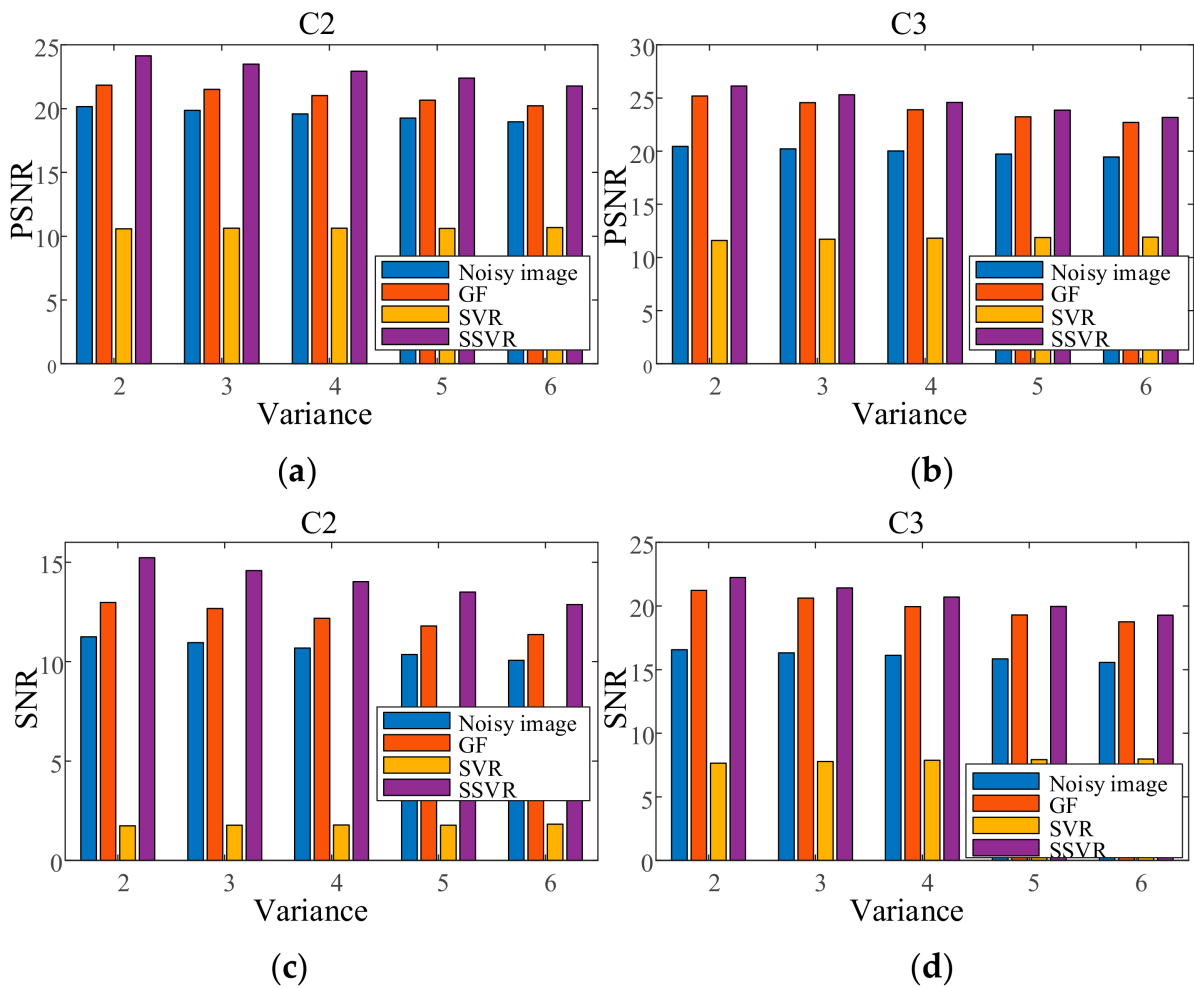 C2
25
20
15
10
5
0
PSNR
2 3 4 5 6
Variance
Noisy image
GF
SVR
SSVR
(a)
C3
30
25
20
15
10
5
0
PSNR
2 3 4 5 6
Variance
Noisy image
GF
SVR
SSVR
(b)
C2
15
10
5
0
SNR
2 3 4 5 6
Variance
Noisy image
GF
SVR
SSVR
(c)
C3
25
20
15
10
5
0
SNR
2 3 4 5 6
Variance
Noisy image
GF
SVR
SSVR
(d)